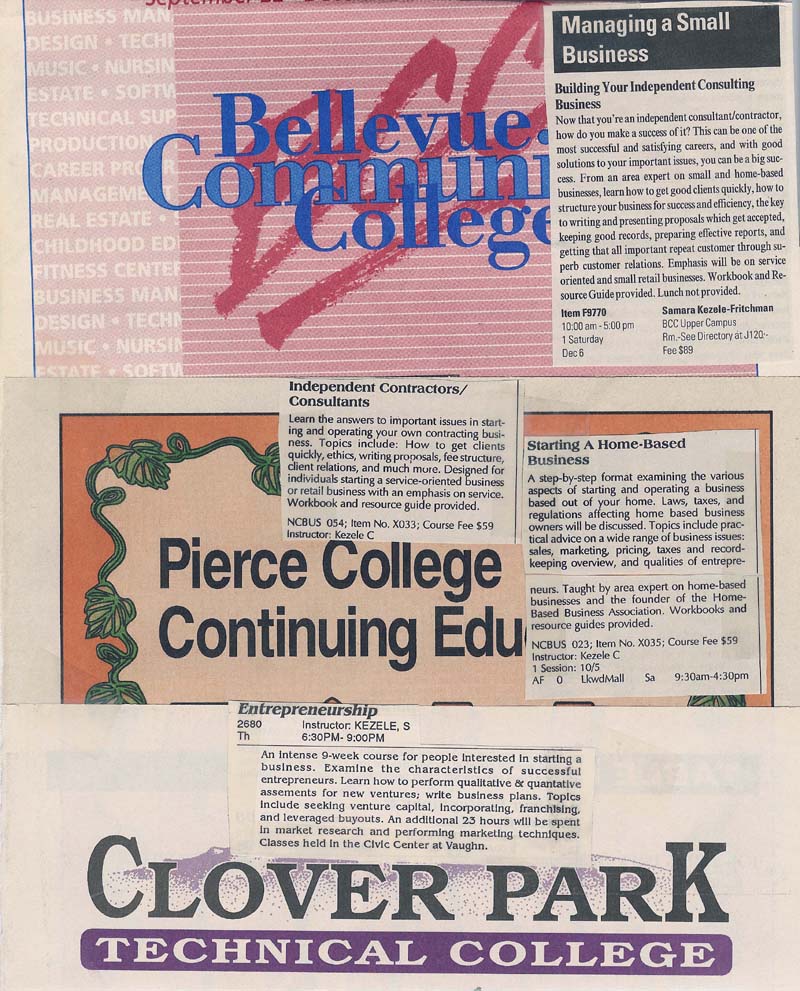 BUSINESS MAN
DESIGN • TECHN
MUSIC • NURSIN
ESTATE • SOFTW
TECHNICAL SUP
PRODUCTION
CAREER PR
MANAGEME T
REAL ESTATE •
CHILDHOOD ED
FITNESS CENTER
BUSINESS MAN
DESIGN • TECHN
MUSIC • NURSIN
ESTATE • SOFTW
BCC
Bellevue
Communi
College
Managing a Small
Business
Building Your Independent Consulting
Business
Now that you're an independent consultant/contractor,
how do you make a success of it? This can be one of the
most successful and satisfying careers, and with good
solutions to your important issues, you can be a big suc-
cess. From an area expert on small and home-based
businesses, learn how to get good clients quickly, how to
structure your business for success and efficiency, the key
to writing and presenting proposals which get accepted,
keeping good records, preparing effective reports, and
getting that all important repeat customer through su-
perb customer relations. Emphasis will be on service
oriented and small retail businesses. Workbook and Re-
source Guide provided. Lunch not provided.
Item F9770 Samara Kezele-Fritchman
10:00 am - 5:00 pm BCC Upper Campus
1 Saturday Rm.-See Directory at J120
Dec 6 Fee $89
Independent Contractors/
Consultants
Learn the answers to important issues in start-
ing and operating your own contracting busi-
ness. Topics include: How to get clients
quickly, ethics, writing proposals, fee structure,
client relations, and much more. Designed for
individuals starting a service-oriented business
or retail business with an emphasis on service.
Workbook and resource guide provided.
NCBUS 054; Item No. X033; Course Fee $59
Instructor: Kezele C
Starting A Home-Based
Business
A step-by-step format examining the various
aspects of starting and operating a business
based out of your home. Laws, taxes, and
regulations affecting home based business
owners will be discussed. Topics include prac-
tical advice on a wide range of business issues:
sales, marketing, pricing, taxes and record-
keeping overview, and qualities of entrepre-
neurs. Taught by area expert on home-based
businesses and the founder of the Home-
Based Business Association. Workbooks and
resource guides provided.
NCBUS 023; Item No. X035; Course Fee $59
Instructor: Kezele C
1 Session: 10/5
AF 0 LkwdMall Sa 9:30am-4:30pm
Pierce College
Continuing Edu
Entrepreneurship
2680 Instructor: KEZELE, S
Th 6:30PM- 9:00PM
An intense 9-week course for people interested in starting a
business. Examine the characteristics of successful
entrepreneurs. Learn how to perform qualitative & quantative
assements for new ventures; write business plans. Topics
include seeking venture capital, incorporating, franchising,
and leveraged buyouts. An additional 23 hours will be spent
in market research and performing marketing techniques.
Classes held in the Civic Center at Vaughn.
CLOVER PARK
TECHNICAL COLLEGE